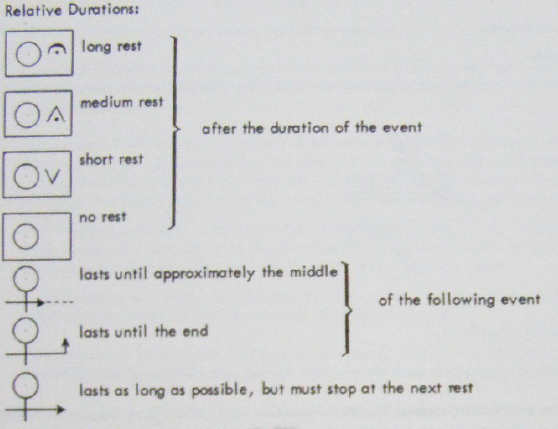 Relative Durations:
long rest
medium rest
after the duration of the event
short rest
no rest
lasts until approximately the middle
of the following event
lasts until the end
lasts as long as possible, but must stop at the next rest